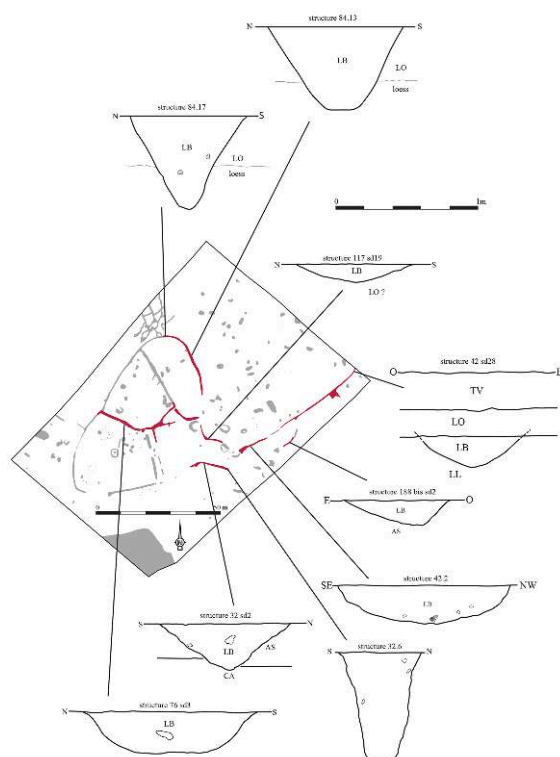 structure 84.13
N S
LB
LO
loess
structure 84.17
N S
LB
LO
loess
0 1m
structure 117 sd19
N S
LB
LO ?
structure 42 sd28
O E
TV
LO
LB
LL
structure 188 bis sd2
E O
LB
AS
0 50m
N
structure 42.2
SE NW
LB
structure 32 sd2
S N
LB
AS
CA
structure 32.6
S N
structure 76 sd3
N S
LB